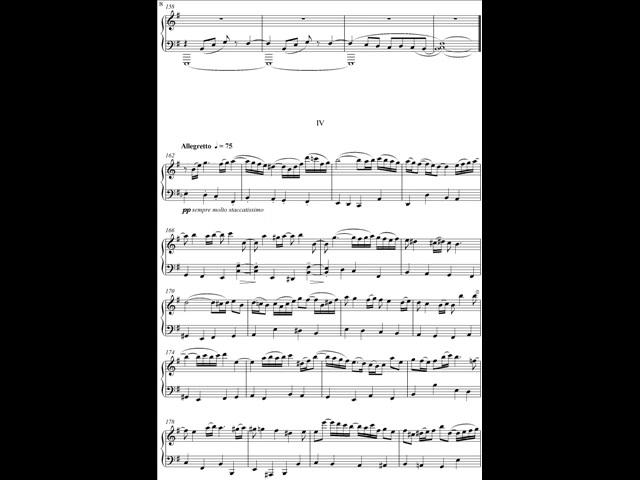 8
158
IV
Allegretto ♩ = 75
162
pp sempre molto staccatissimo
166
170
174
178